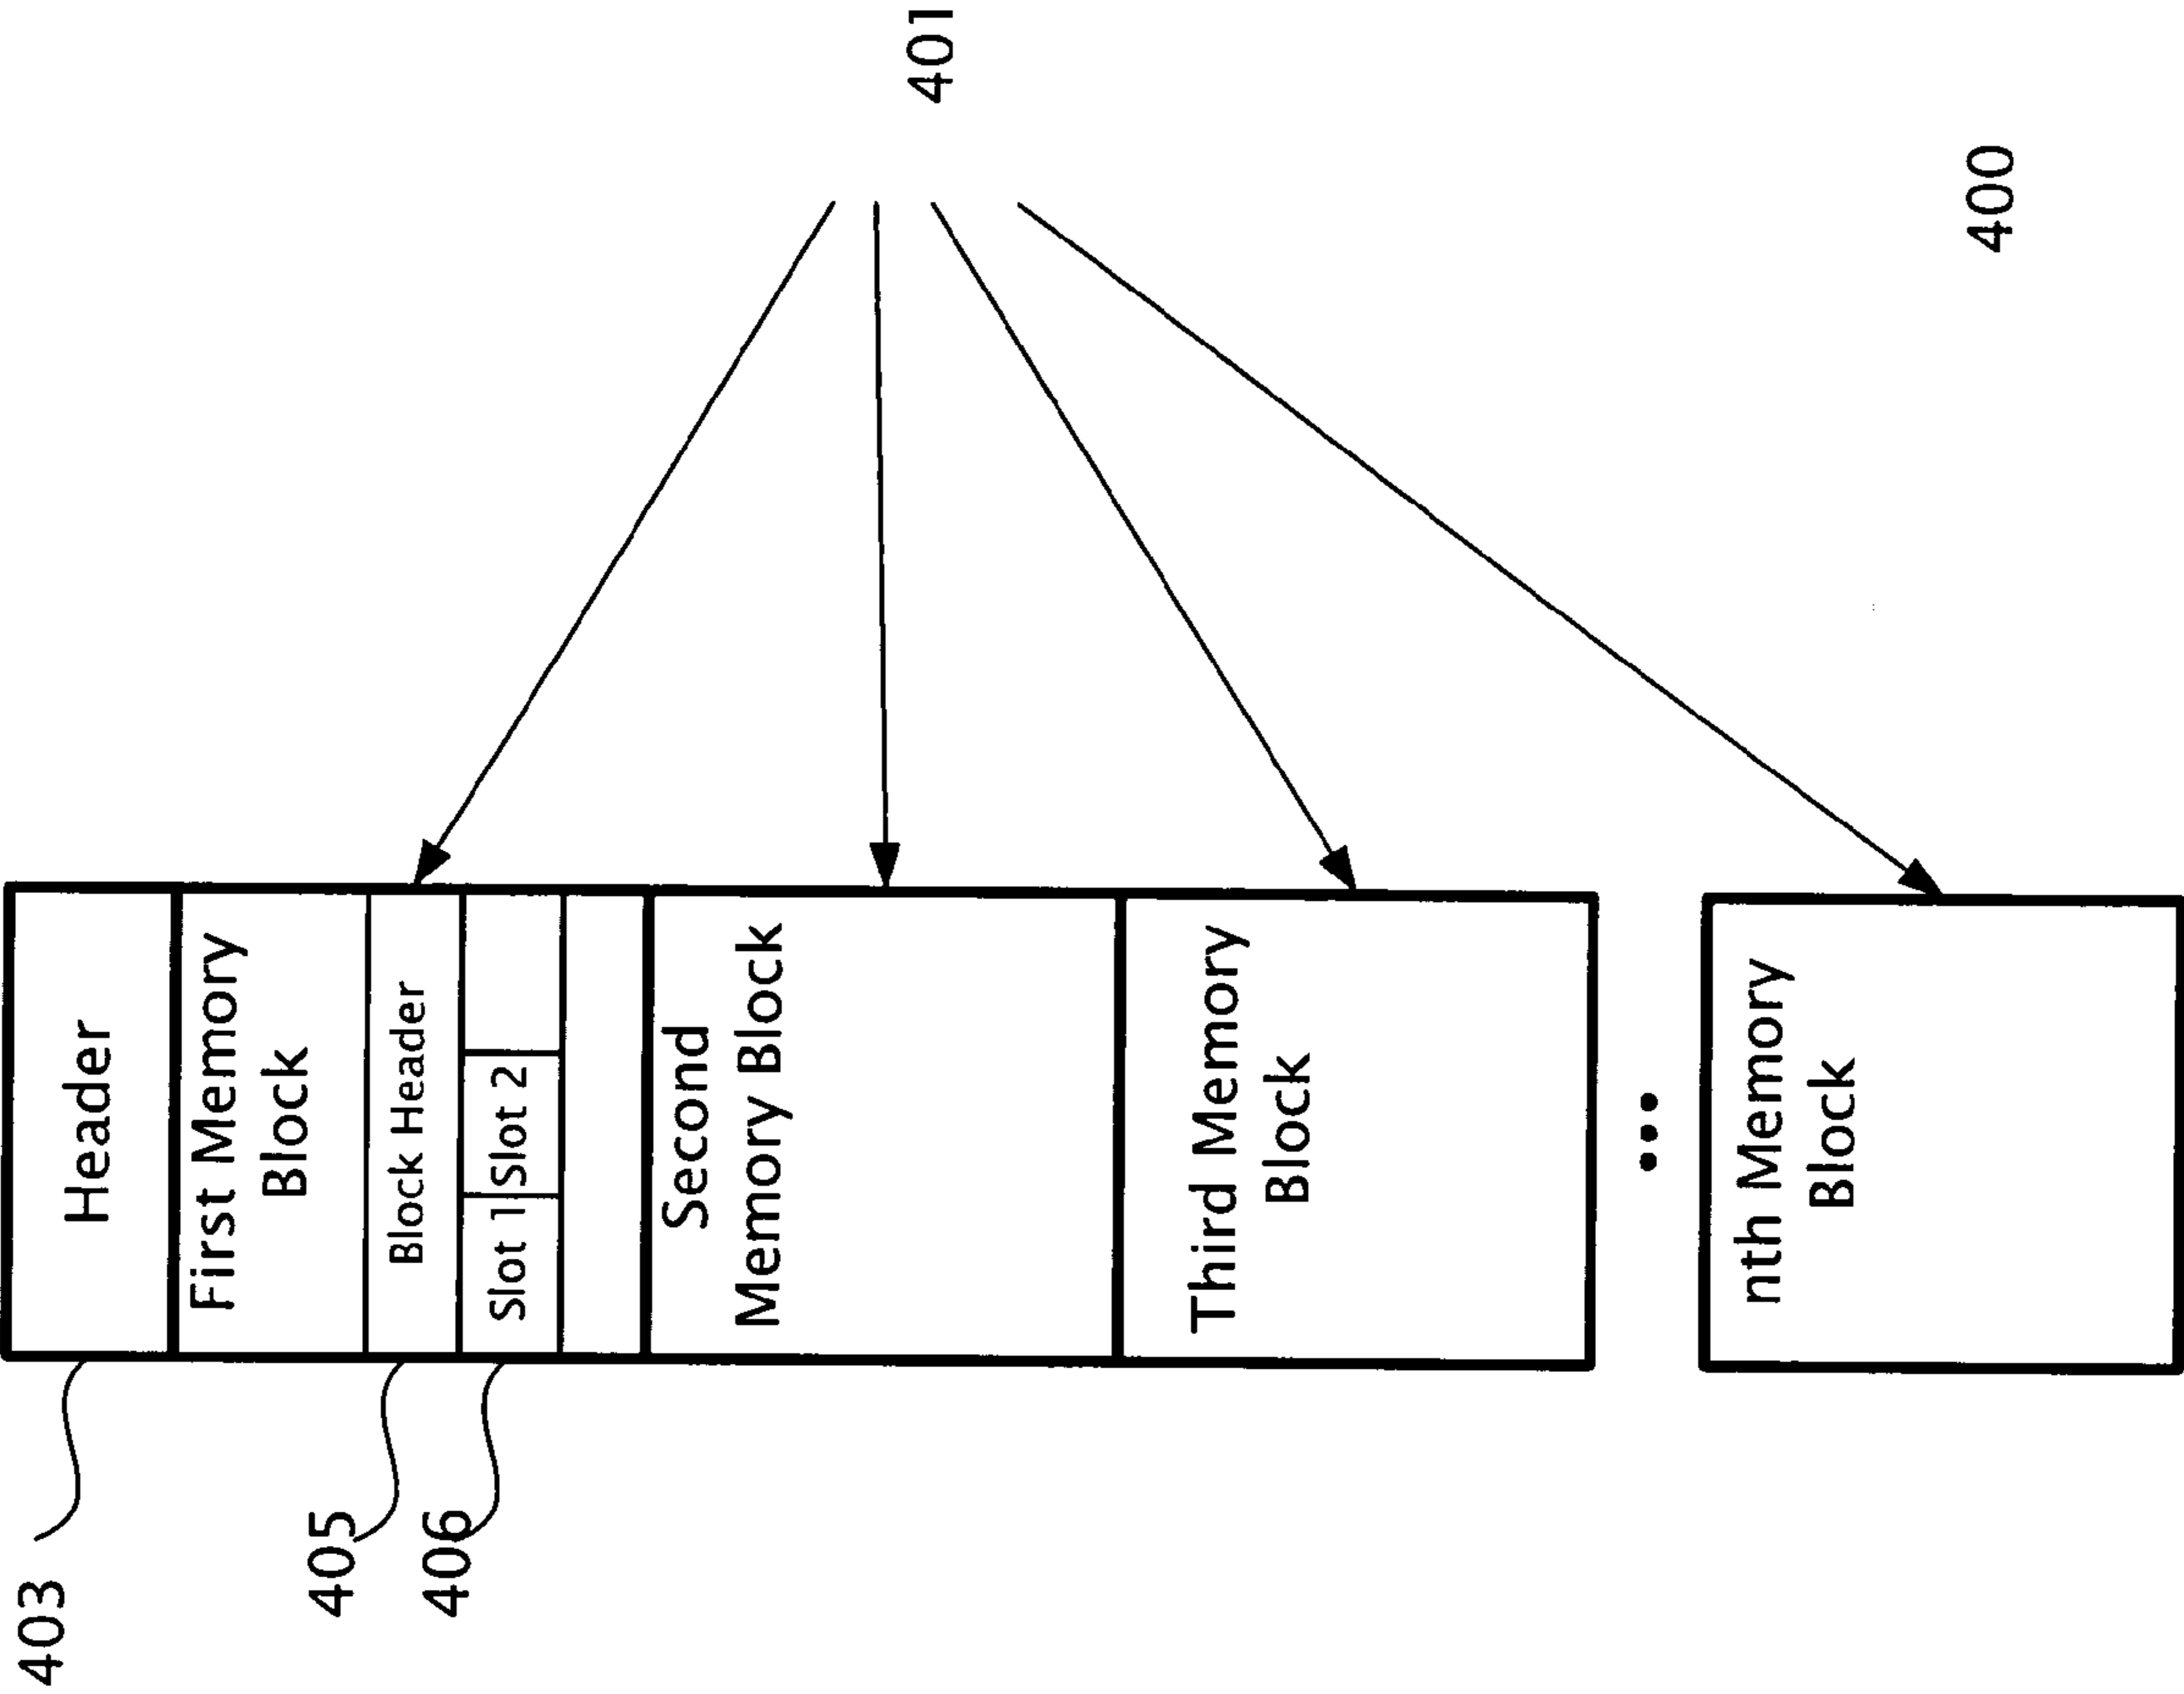 403
Header
First Memory
Block
405
Block Header
406
Slot 1
Slot 2
Second
Memory Block
Third Memory
Block
nth Memory
Block
401
400